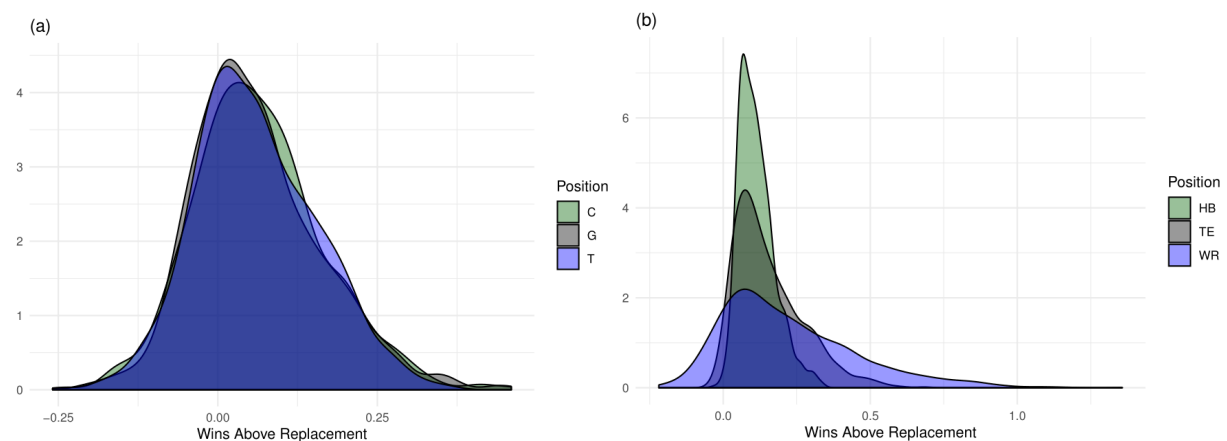 (a)
4
3
2
1
0
−0.25
0.00
0.25
Wins Above Replacement
Position
C
G
T
(b)
6
4
2
0
0.0
0.5
1.0
Wins Above Replacement
Position
HB
TE
WR